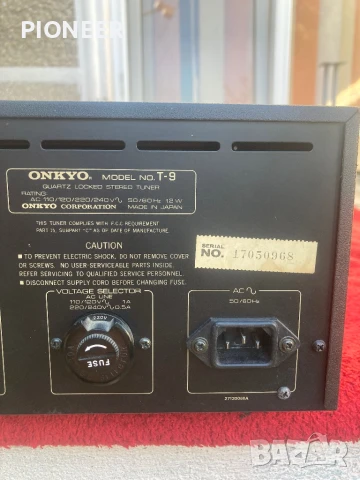 PIONEER
ONKYO® MODEL NO. T-9
QUARTZ LOCKED STEREO TUNER
RATING:
AC 110/120/220/240V~ 50/60Hz 12W
ONKYO CORPORATION MADE IN JAPAN
THIS TUNER COMPLIES WITH F.C.C. REQUIREMENT
PART 15, SUBPART "C" AS OF DATE OF MANUFACTURE.
CAUTION
■ TO PREVENT ELECTRIC SHOCK, DO NOT REMOVE COVER
OR SCREWS. NO USER-SERVICEABLE PARTS INSIDE
REFER SERVICING TO QUALIFIED SERVICE PERSONNEL.
■ DISCONNECT SUPPLY CORD BEFORE CHANGING FUSE.
SERIAL
NO. 17050968
VOLTAGE SELECTOR
AC LINE
110/120V 1A
220/240V 0.5A
220V
FUSE
AC~
50/60Hz
bazar.bg